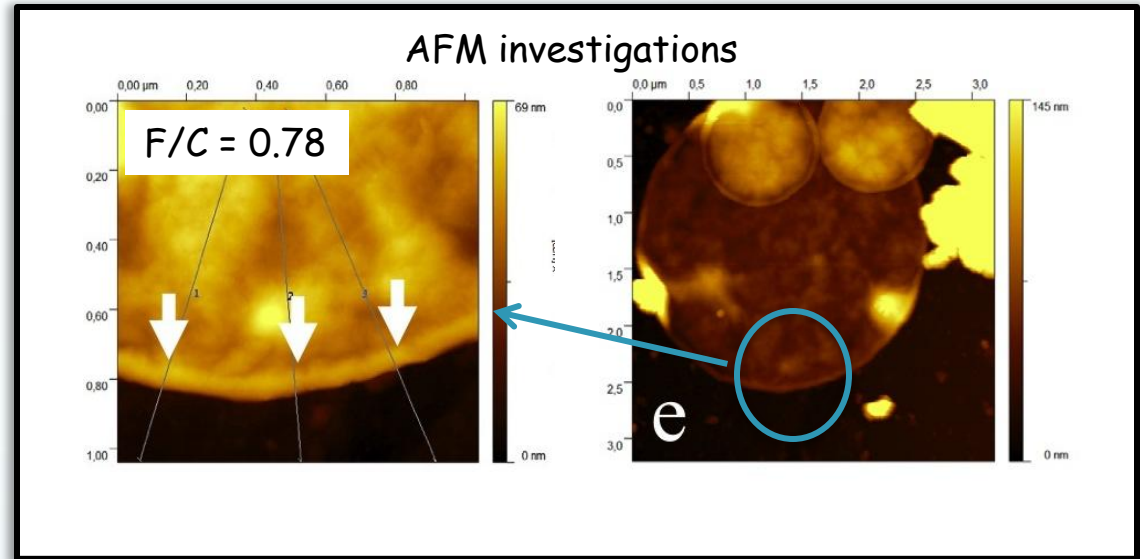 AFM investigations
0,00 µm 0,20 0,40 0,60 0,80
0,00
0,20
0,40
0,60
0,80
1,00
F/C = 0.78
1
2
3
69 nm
0 nm
0,0 µm 0,5 1,0 1,5 2,0 2,5 3,0
0,0
0,5
1,0
1,5
2,0
2,5
3,0
e
145 nm
0 nm